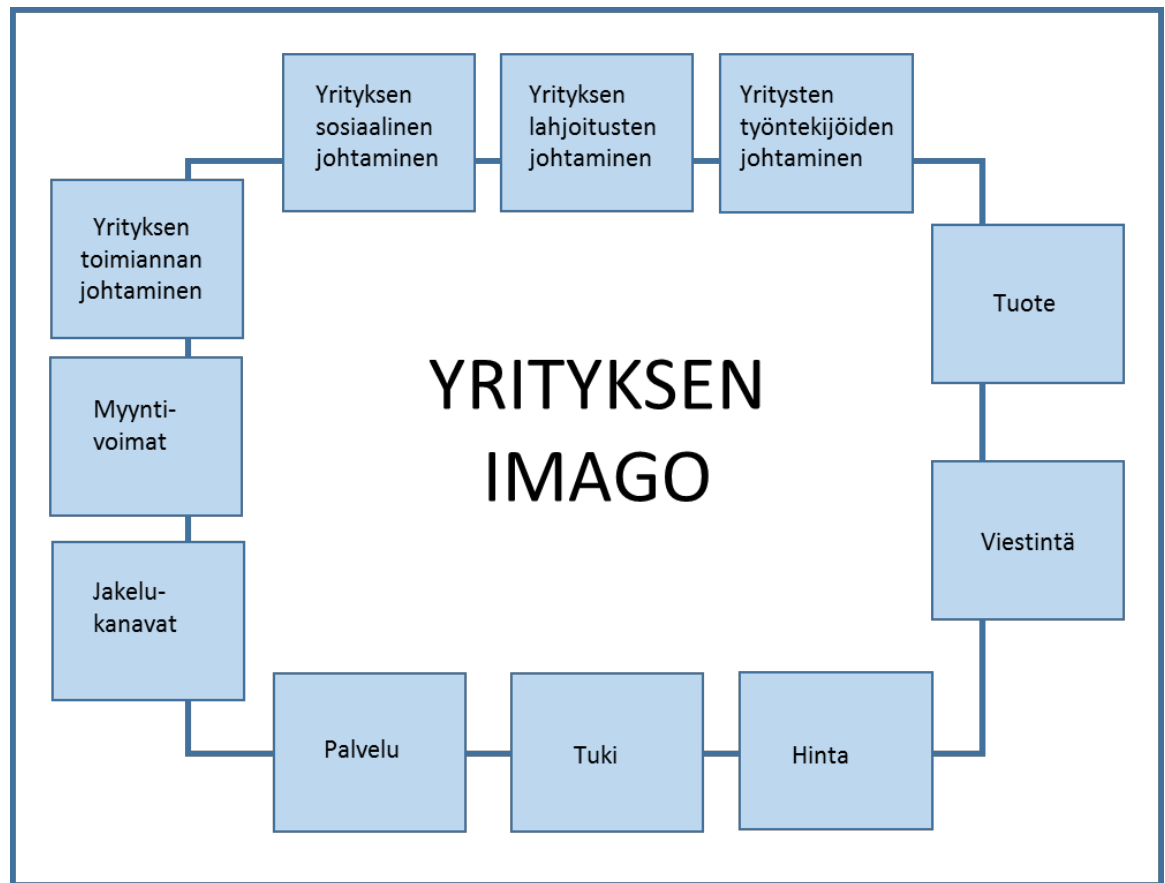 Yrityksen
sosiaalinen
johtaminen
Yrityksen
lahjoitusten
johtaminen
Yritysten
työntekijöiden
johtaminen
Yrityksen
toimiannan
johtaminen
Tuote
YRITYKSEN
IMAGO
Myynti-
voimat
Viestintä
Jakelu-
kanavat
Palvelu
Tuki
Hinta